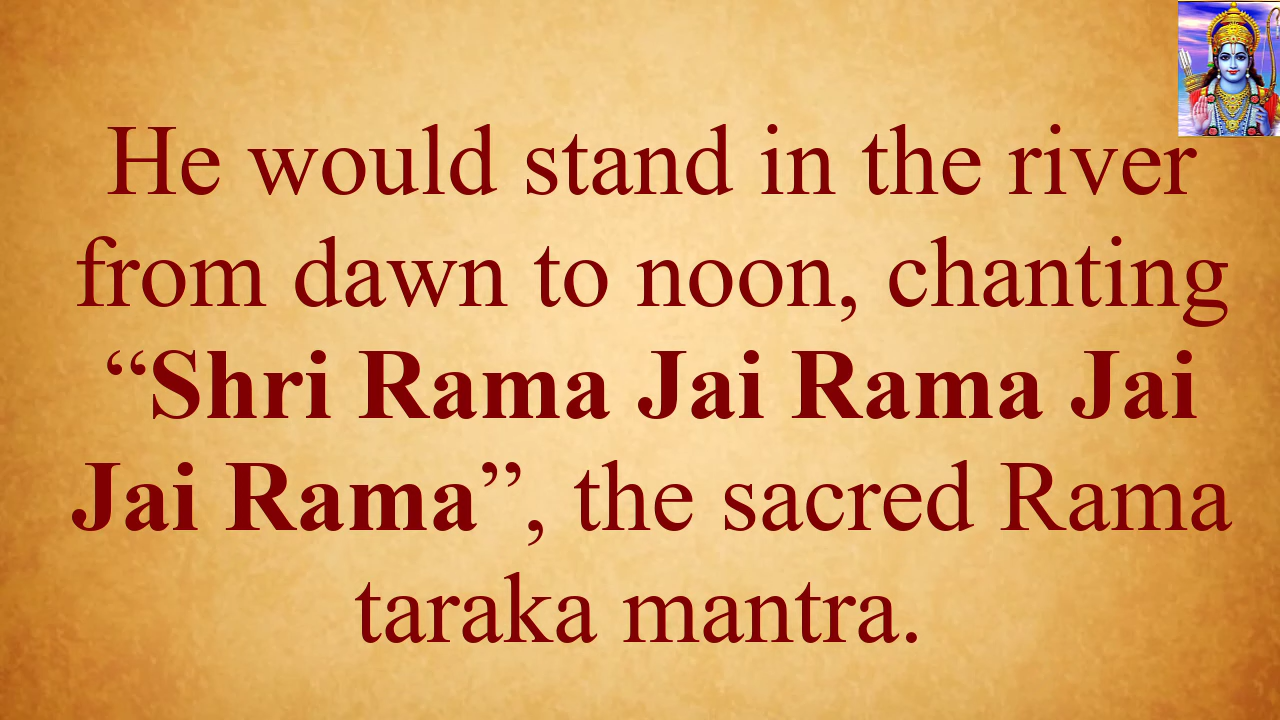 He would stand in the river
from dawn to noon, chanting
“Shri Rama Jai Rama Jai
Jai Rama”, the sacred Rama
taraka mantra.